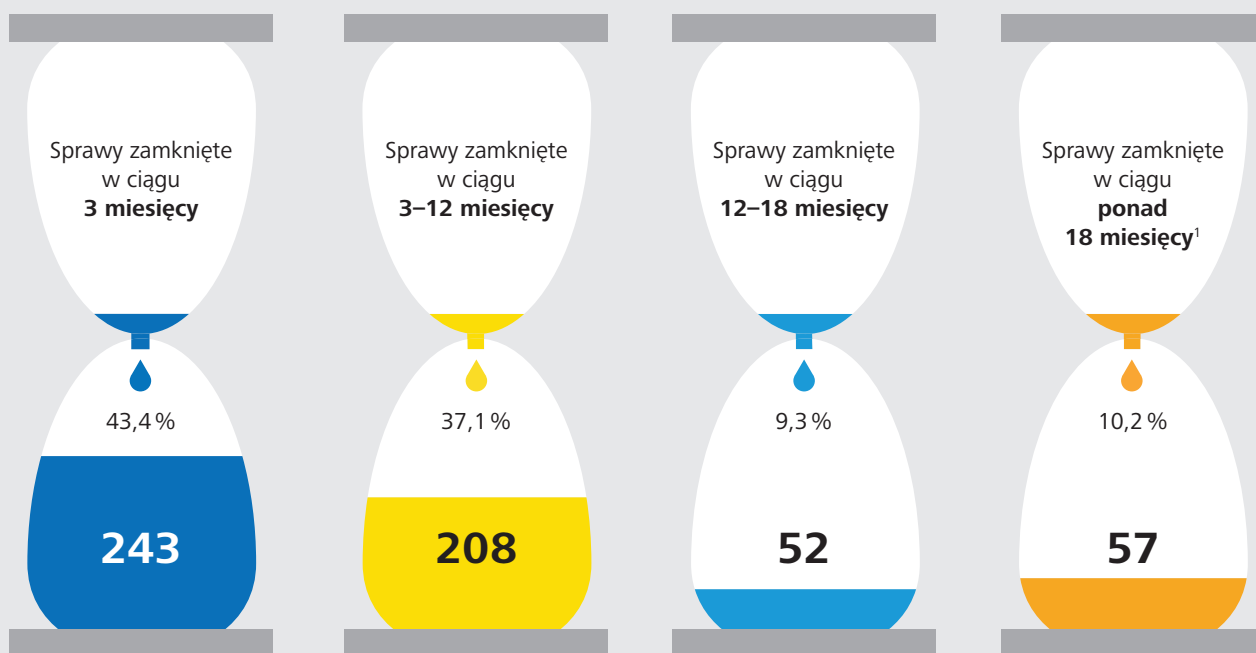 Sprawy zamknięte
w ciągu
3 miesięcy
43,4 %
243
Sprawy zamknięte
w ciągu
3–12 miesięcy
37,1 %
208
Sprawy zamknięte
w ciągu
12–18 miesięcy
9,3 %
52
Sprawy zamknięte
w ciągu
ponad
18 miesięcy¹
10,2 %
57